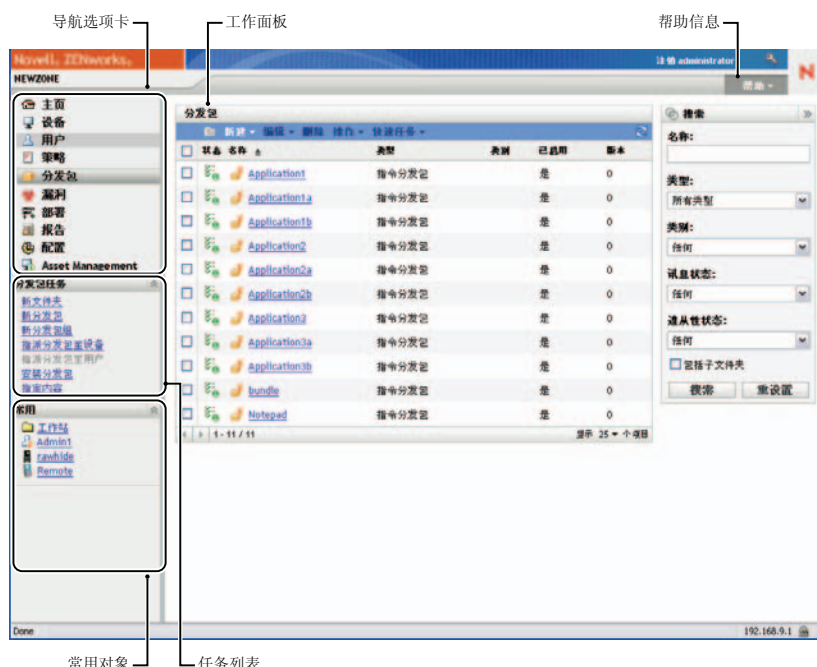 导航选项卡
工作面板
帮助信息
Novell. ZENworks.
注销 administrator
NEWZONE
帮助
主页
设备
用户
策略
分发包
漏洞
部署
报告
配置
Asset Management
分发包任务
新文件夹
新分发包
新分发包组
指派分发包至设备
指派分发包至用户
安装分发包
指定内容
常用
工作站
Admin1
rawhide
Remote
分发包
新建 编辑 删除 操作 快速任务
状态 名称 类型 类别 已启用 版本
Application1 指令分发包 是 0
Application1a 指令分发包 是 0
Application1b 指令分发包 是 0
Application2 指令分发包 是 0
Application2a 指令分发包 是 0
Application2b 指令分发包 是 0
Application3 指令分发包 是 0
Application3a 指令分发包 是 0
Application3b 指令分发包 是 0
bundle 指令分发包 是 0
Notepad 指令分发包 是 0
1 - 11 / 11
显示 25 个项目
搜索
名称:
类型:
所有类型
类别:
任何
讯息状态:
任何
遵从性状态:
任何
包括子文件夹
搜索 重设置
Done
192.168.9.1
常用对象
任务列表